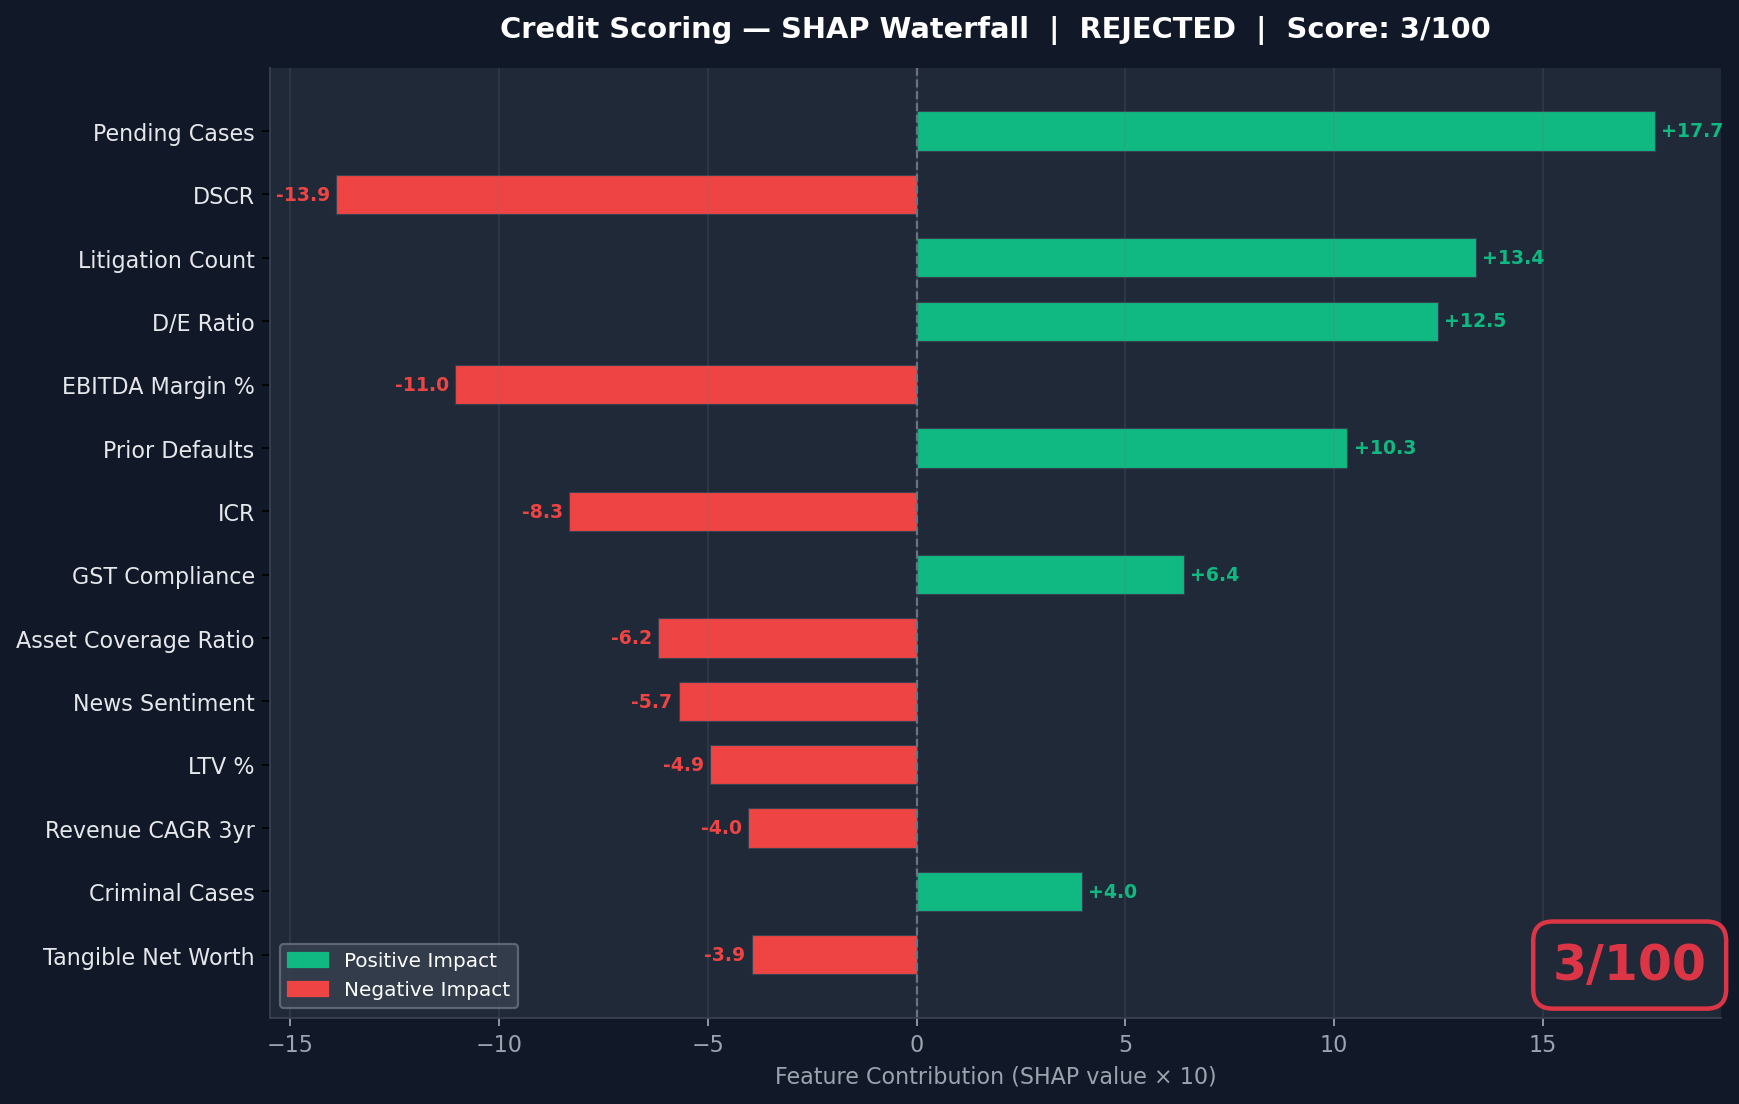 Credit Scoring — SHAP Waterfall | REJECTED | Score: 3/100
Pending Cases +17.7
DSCR -13.9
Litigation Count +13.4
D/E Ratio +12.5
EBITDA Margin % -11.0
Prior Defaults +10.3
ICR -8.3
GST Compliance +6.4
Asset Coverage Ratio -6.2
News Sentiment -5.7
LTV % -4.9
Revenue CAGR 3yr -4.0
Criminal Cases +4.0
Tangible Net Worth -3.9
Positive Impact
Negative Impact
3/100
−15 −10 −5 0 5 10 15
Feature Contribution (SHAP value × 10)